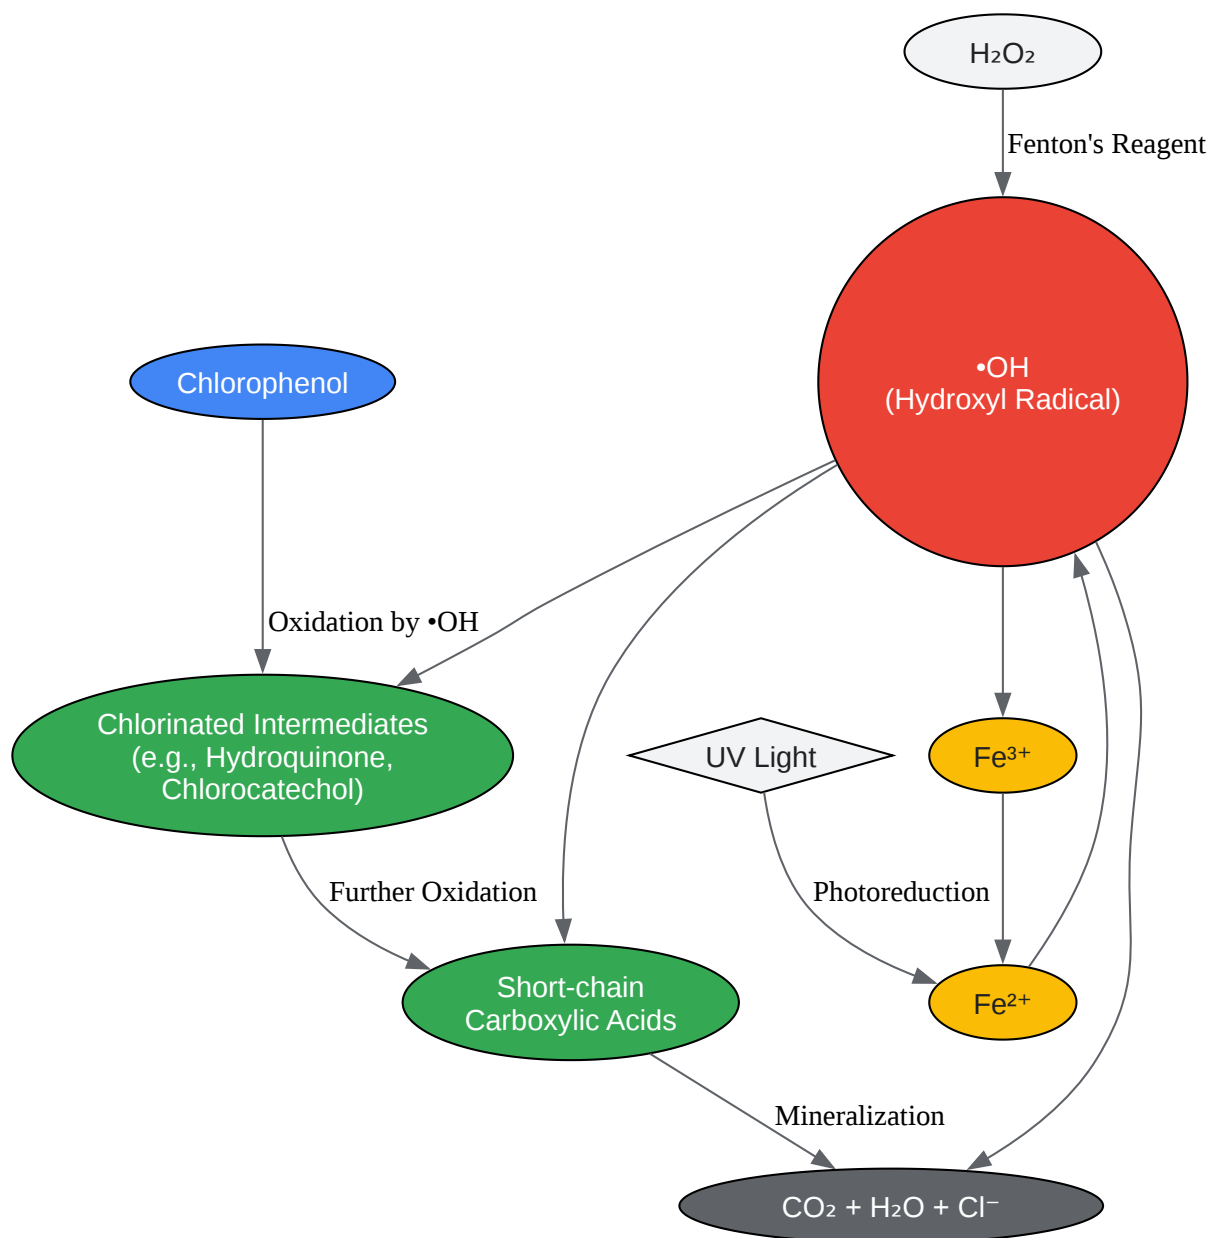 H₂O₂
Fenton's Reagent
•OH
(Hydroxyl Radical)
Chlorophenol
Oxidation by •OH
Chlorinated Intermediates
(e.g., Hydroquinone,
Chlorocatechol)
UV Light
Fe³⁺
Further Oxidation
Photoreduction
Short-chain
Carboxylic Acids
Fe²⁺
Mineralization
CO₂ + H₂O + Cl⁻